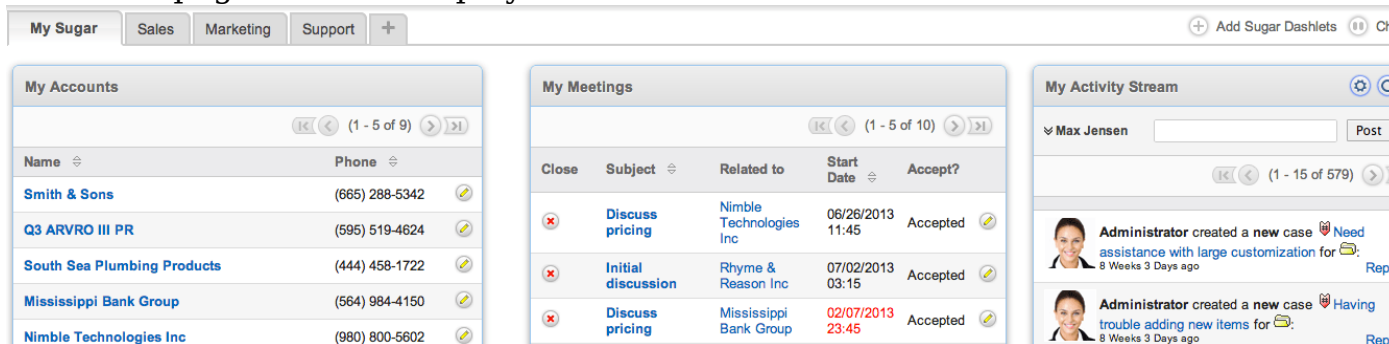 My Sugar Sales Marketing Support
Add Sugar Dashlets
My Accounts
(1 - 5 of 9)
Name Phone
Smith & Sons (665) 288-5342
Q3 ARVRO III PR (595) 519-4624
South Sea Plumbing Products (444) 458-1722
Mississippi Bank Group (564) 984-4150
Nimble Technologies Inc (980) 800-5602
My Meetings
(1 - 5 of 10)
Close Subject Related to Start Accept?
Date
Discuss Nimble 06/26/2013 Accepted
pricing Technologies 11:45
Inc
Initial Rhyme & 07/02/2013 Accepted
discussion Reason Inc 03:15
Discuss Mississippi 02/07/2013 Accepted
pricing Bank Group 23:45
My Activity Stream
Max Jensen Post
(1 - 15 of 579)
Administrator created a new case Need
assistance with large customization for :
8 Weeks 3 Days ago Rep
Administrator created a new case Having
trouble adding new items for :
8 Weeks 3 Days ago Rep